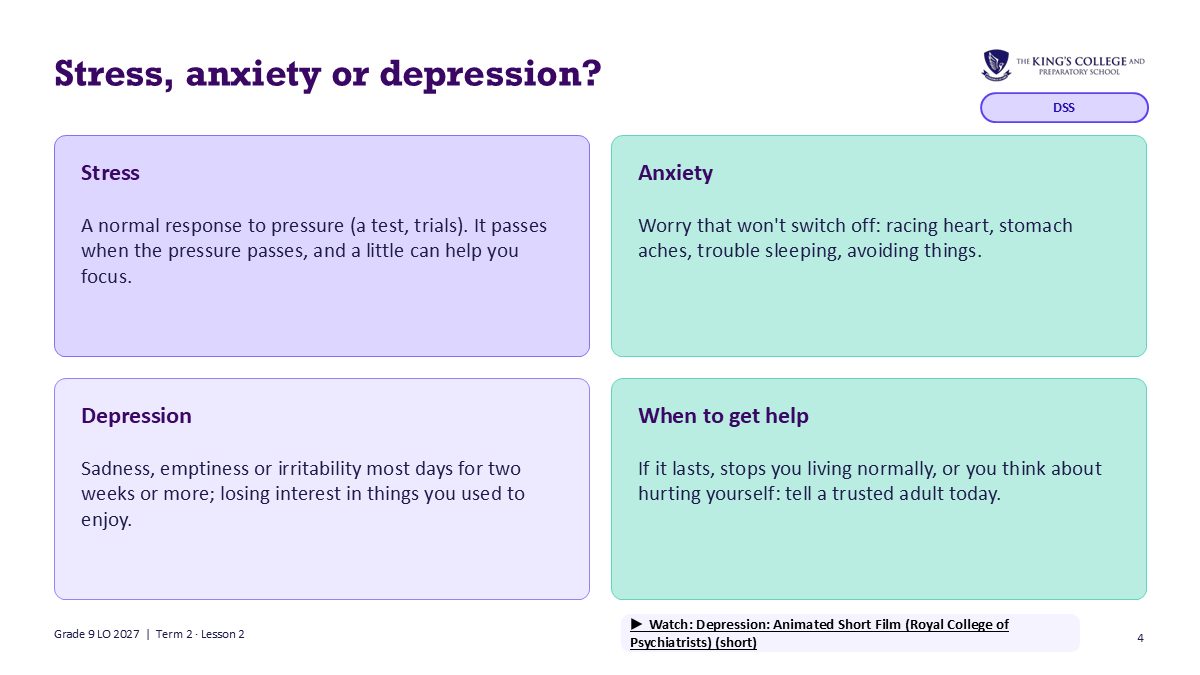 Stress, anxiety or depression?
THE KING'S COLLEGE AND
PREPARATORY SCHOOL
DSS
Stress
A normal response to pressure (a test, trials). It passes
when the pressure passes, and a little can help you
focus.
Anxiety
Worry that won't switch off: racing heart, stomach
aches, trouble sleeping, avoiding things.
Depression
Sadness, emptiness or irritability most days for two
weeks or more; losing interest in things you used to
enjoy.
When to get help
If it lasts, stops you living normally, or you think about
hurting yourself: tell a trusted adult today.
Grade 9 LO 2027 | Term 2 · Lesson 2
▶ Watch: Depression: Animated Short Film (Royal College of
Psychiatrists) (short)
4